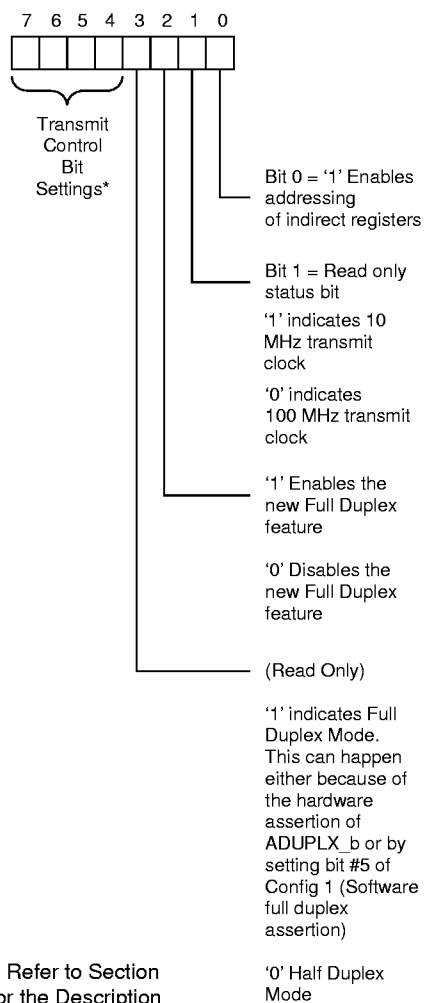 7 6 5 4 3 2 1 0
Transmit
Control
Bit
Settings*
Bit 0 = ‘1’ Enables
addressing
of indirect registers
Bit 1 = Read only
status bit
‘1’ indicates 10
MHz transmit
clock
‘0’ indicates
100 MHz transmit
clock
‘1’ Enables the
new Full Duplex
feature
‘0’ Disables the
new Full Duplex
feature
(Read Only)
‘1’ indicates Full
Duplex Mode.
This can happen
either because of
the hardware
assertion of
ADUPLX_b or by
setting bit #5 of
Config 1 (Software
full duplex
assertion)
‘0’ Half Duplex
Mode
Refer to Section
or the Description